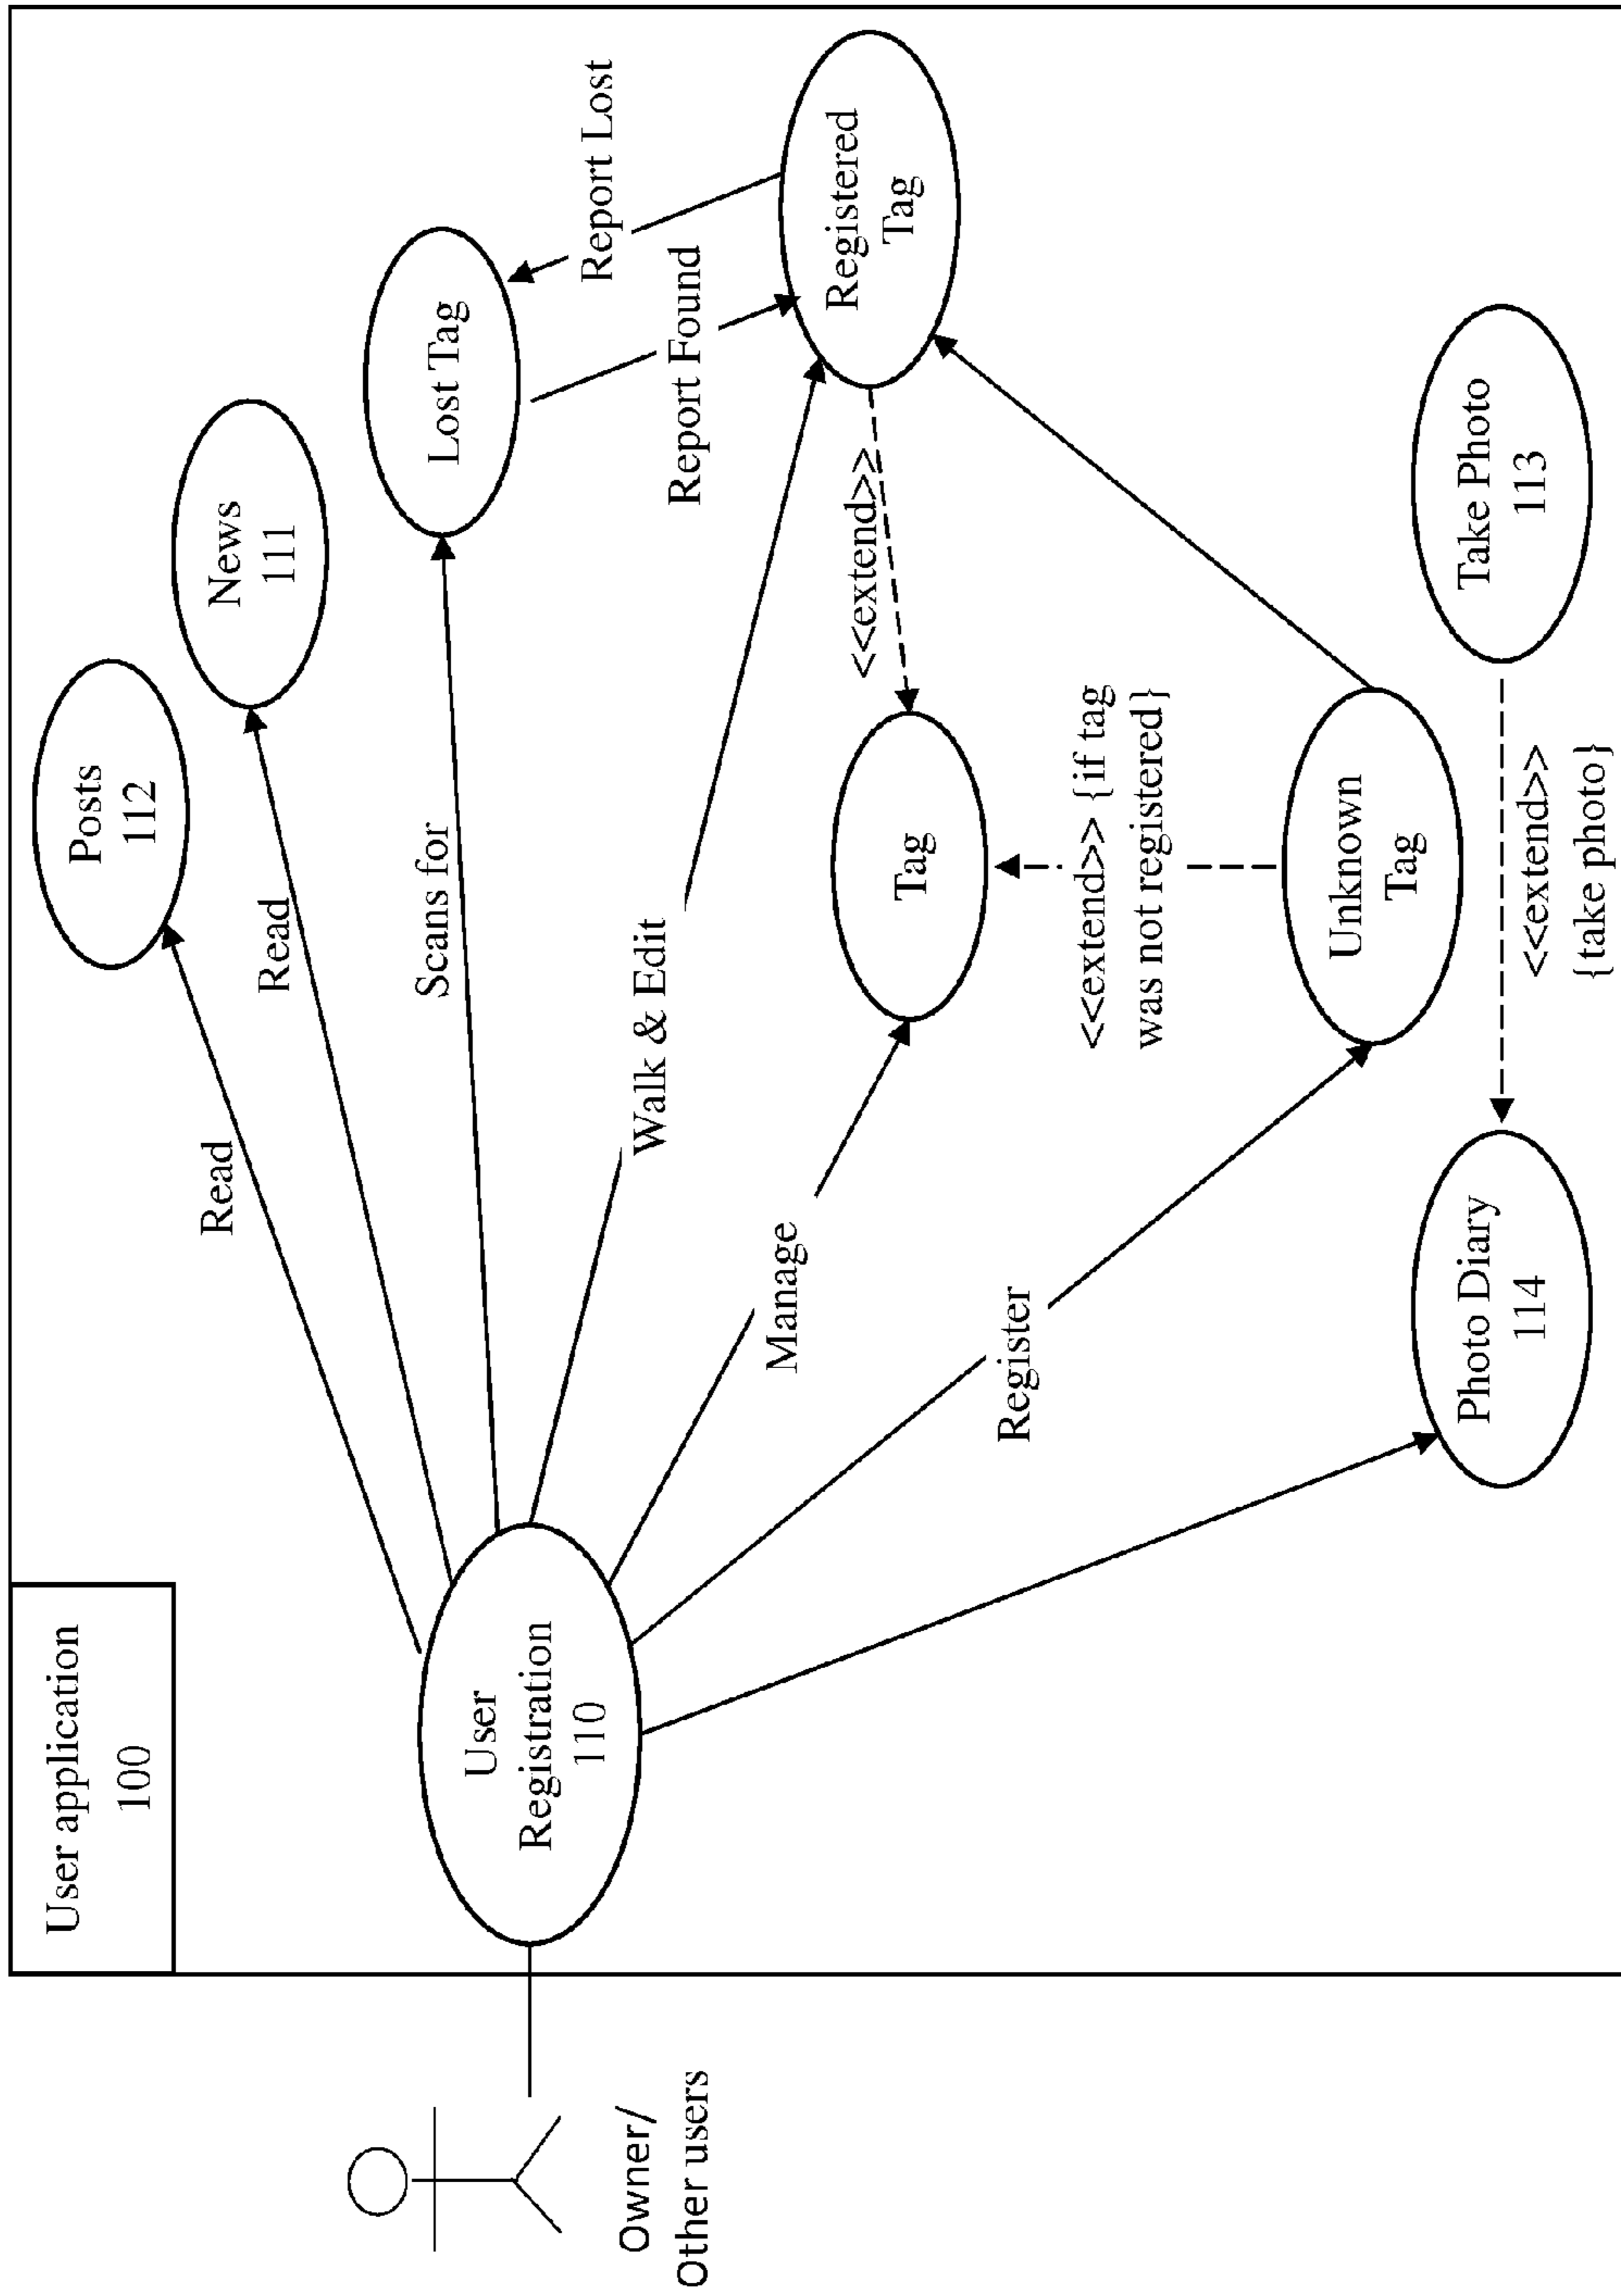 User application
100
Posts
112
Read
News
111
Read
Lost Tag
Scans for
Report Lost
Report Found
User
Registration
110
Walk & Edit
Registered
Tag
Owner/
Other users
Manage
Tag
<<extend>>
<<extend>> {if tag
was not registered}
Register
Unknown
Tag
Photo Diary
114
Take Photo
113
<<extend>>
{take photo}